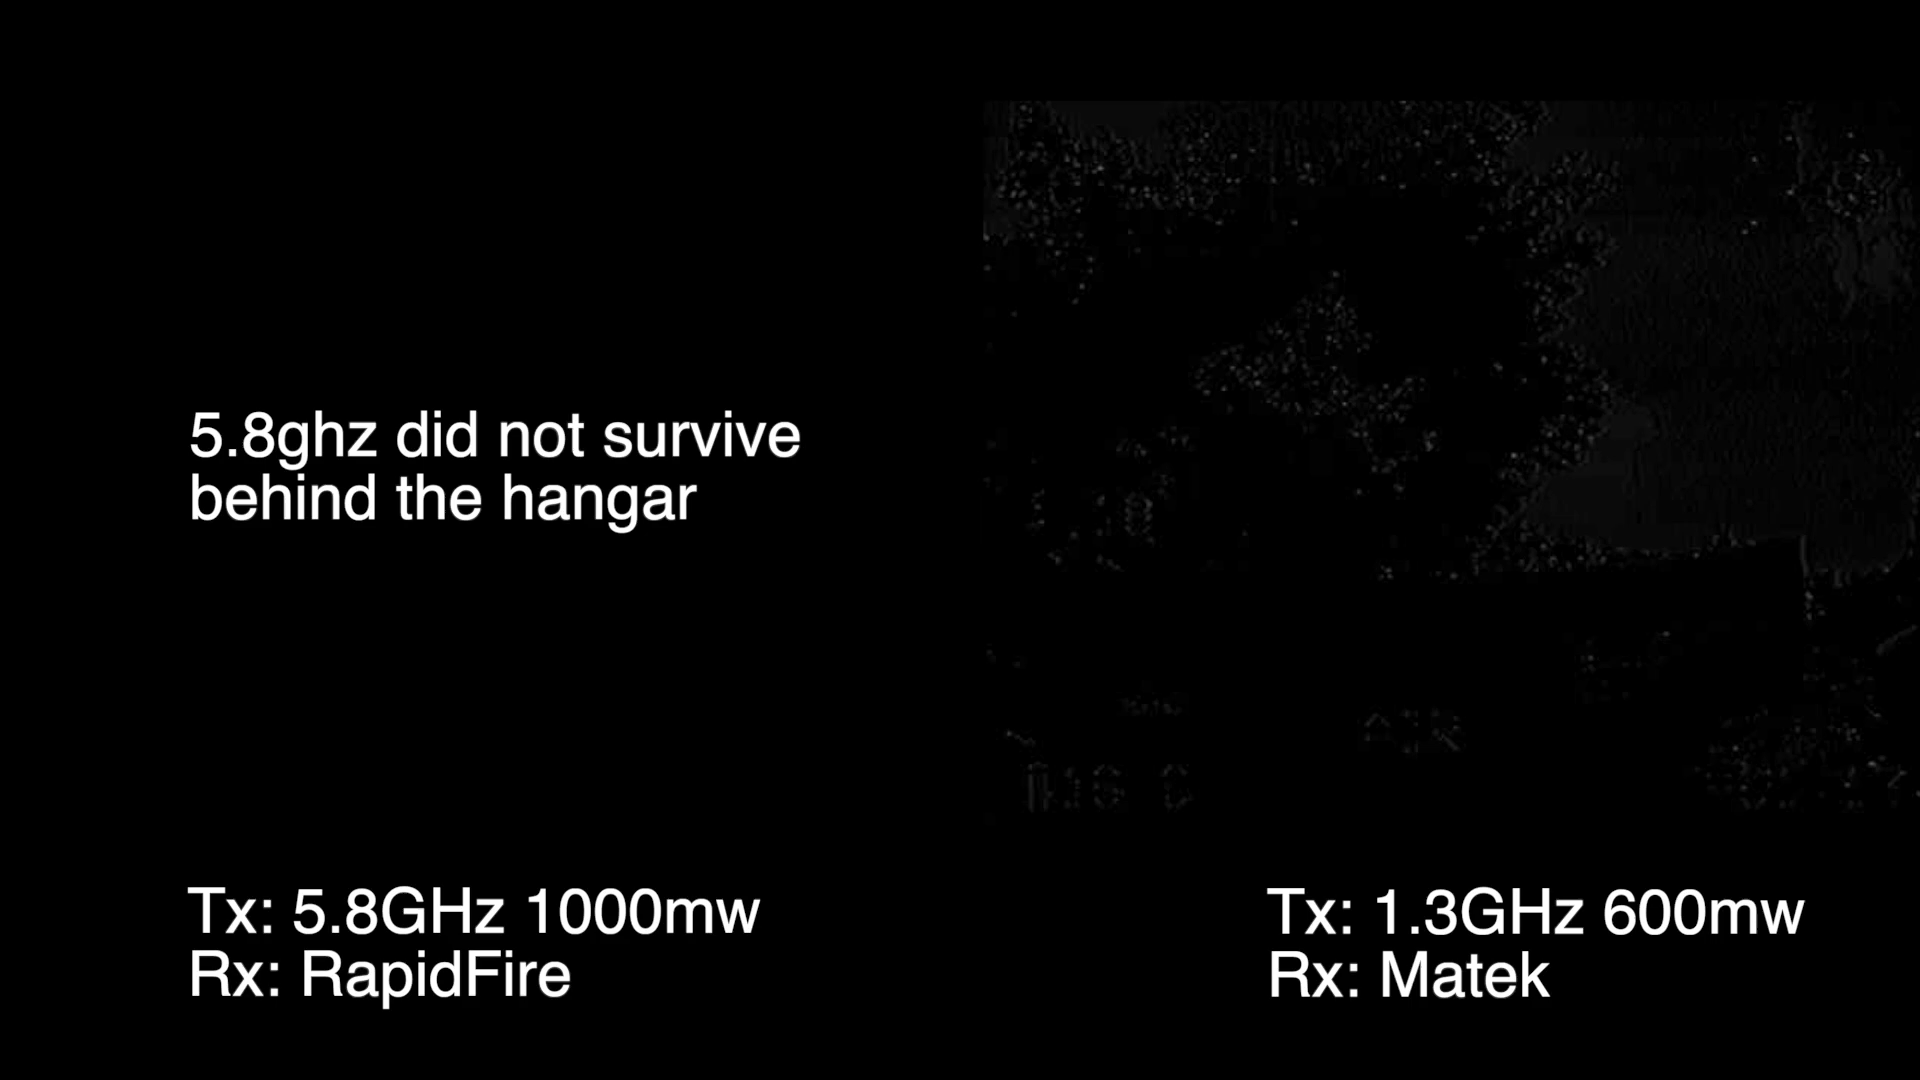 5.8ghz did not survive
behind the hangar
AIR
Tx: 5.8GHz 1000mw
Rx: RapidFire
Tx: 1.3GHz 600mw
Rx: Matek